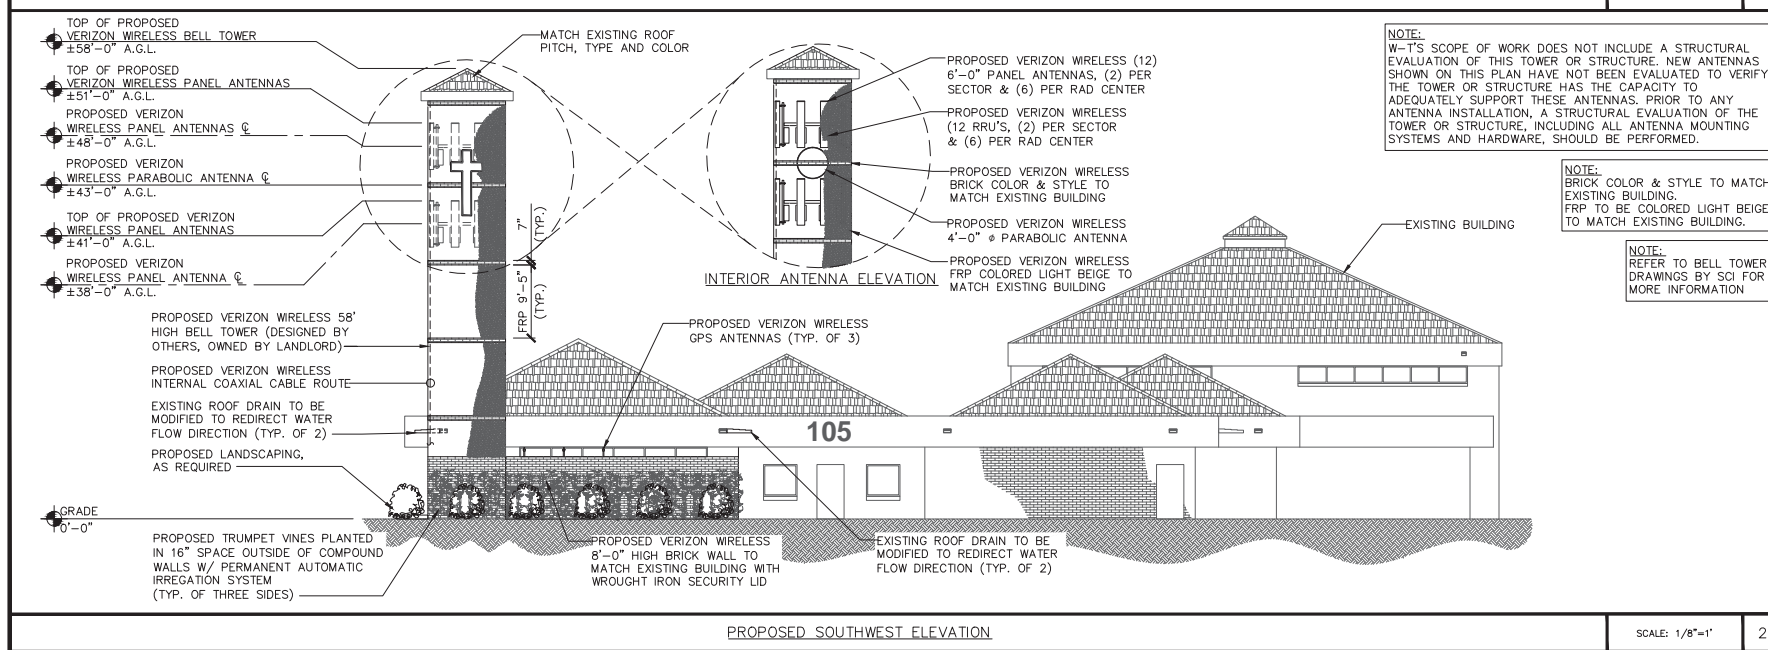 TOP OF PROPOSED
VERIZON WIRELESS BELL TOWER
±58'-0" A.G.L.
TOP OF PROPOSED
VERIZON WIRELESS PANEL ANTENNAS
±51'-0" A.G.L.
PROPOSED VERIZON
WIRELESS PANEL ANTENNAS ℄
±48'-0" A.G.L.
PROPOSED VERIZON
WIRELESS PARABOLIC ANTENNA ℄
±43'-0" A.G.L.
TOP OF PROPOSED VERIZON
WIRELESS PANEL ANTENNAS
±41'-0" A.G.L.
PROPOSED VERIZON
WIRELESS PANEL ANTENNA ℄
±38'-0" A.G.L.
PROPOSED VERIZON WIRELESS 58'
HIGH BELL TOWER (DESIGNED BY
OTHERS, OWNED BY LANDLORD)
PROPOSED VERIZON WIRELESS
INTERNAL COAXIAL CABLE ROUTE
EXISTING ROOF DRAIN TO BE
MODIFIED TO REDIRECT WATER
FLOW DIRECTION (TYP. OF 2)
PROPOSED LANDSCAPING,
AS REQUIRED
GRADE
0'-0"
PROPOSED TRUMPET VINES PLANTED
IN 16" SPACE OUTSIDE OF COMPOUND
WALLS W/ PERMANENT AUTOMATIC
IRREGATION SYSTEM
(TYP. OF THREE SIDES)
MATCH EXISTING ROOF
PITCH, TYPE AND COLOR
7"
(TYP.)
FRP 9'-5"
(TYP.)
INTERIOR ANTENNA ELEVATION
PROPOSED VERIZON WIRELESS (12)
6'-0" PANEL ANTENNAS, (2) PER
SECTOR & (6) PER RAD CENTER
PROPOSED VERIZON WIRELESS
(12 RRU'S, (2) PER SECTOR
& (6) PER RAD CENTER
PROPOSED VERIZON WIRELESS
BRICK COLOR & STYLE TO
MATCH EXISTING BUILDING
PROPOSED VERIZON WIRELESS
4'-0" ø PARABOLIC ANTENNA
PROPOSED VERIZON WIRELESS
FRP COLORED LIGHT BEIGE TO
MATCH EXISTING BUILDING
PROPOSED VERIZON WIRELESS
GPS ANTENNAS (TYP. OF 3)
105
PROPOSED VERIZON WIRELESS
8'-0" HIGH BRICK WALL TO
MATCH EXISTING BUILDING WITH
WROUGHT IRON SECURITY LID
EXISTING ROOF DRAIN TO BE
MODIFIED TO REDIRECT WATER
FLOW DIRECTION (TYP. OF 2)
EXISTING BUILDING
NOTE:
W-T'S SCOPE OF WORK DOES NOT INCLUDE A STRUCTURAL
EVALUATION OF THIS TOWER OR STRUCTURE. NEW ANTENNAS
SHOWN ON THIS PLAN HAVE NOT BEEN EVALUATED TO VERIFY
THE TOWER OR STRUCTURE HAS THE CAPACITY TO
ADEQUATELY SUPPORT THESE ANTENNAS. PRIOR TO ANY
ANTENNA INSTALLATION, A STRUCTURAL EVALUATION OF THE
TOWER OR STRUCTURE, INCLUDING ALL ANTENNA MOUNTING
SYSTEMS AND HARDWARE, SHOULD BE PERFORMED.
NOTE:
BRICK COLOR & STYLE TO MATCH
EXISTING BUILDING.
FRP TO BE COLORED LIGHT BEIGE
TO MATCH EXISTING BUILDING.
NOTE:
REFER TO BELL TOWER
DRAWINGS BY SCI FOR
MORE INFORMATION
PROPOSED SOUTHWEST ELEVATION
SCALE: 1/8"=1'
2